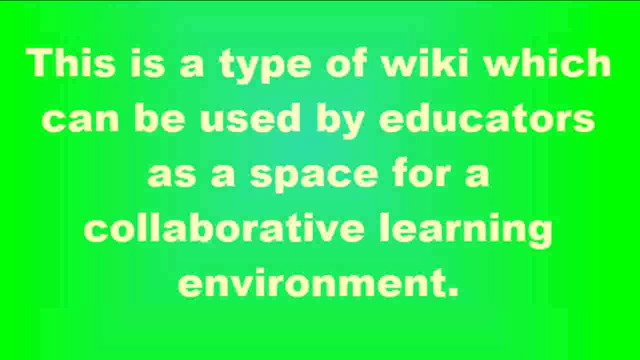 This is a type of wiki which
can be used by educators
as a space for a
collaborative learning
environment.